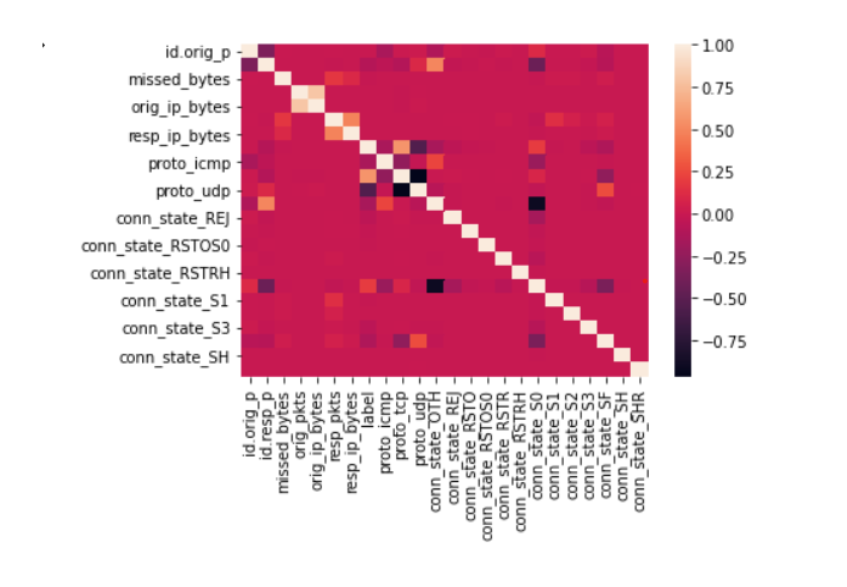 id.orig_p
missed_bytes
orig_ip_bytes
resp_ip_bytes
proto_icmp
proto_udp
conn_state_REJ
conn_state_RSTOS0
conn_state_RSTRH
conn_state_S1
conn_state_S3
conn_state_SH
1.00
0.75
0.50
0.25
0.00
−0.25
−0.50
−0.75
id.orig_p
id.resp_p
missed_bytes
orig_pkts
orig_ip_bytes
resp_pkts
resp_ip_bytes
label
proto_icmp
proto_tcp
proto_udp
conn_state_OTH
conn_state_REJ
conn_state_RSTO
conn_state_RSTOS0
conn_state_RSTR
conn_state_RSTRH
conn_state_S0
conn_state_S1
conn_state_S2
conn_state_S3
conn_state_SF
conn_state_SH
conn_state_SHR